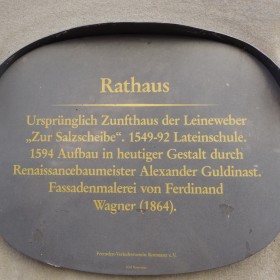 Rathaus
Ursprünglich Zunfthaus der Leineweber
„Zur Salzscheibe". 1549-92 Lateinschule.
1594 Aufbau in heutiger Gestalt durch
Renaissancebaumeister Alexander Guldinast.
Fassadenmalerei von Ferdinand
Wagner (1864).